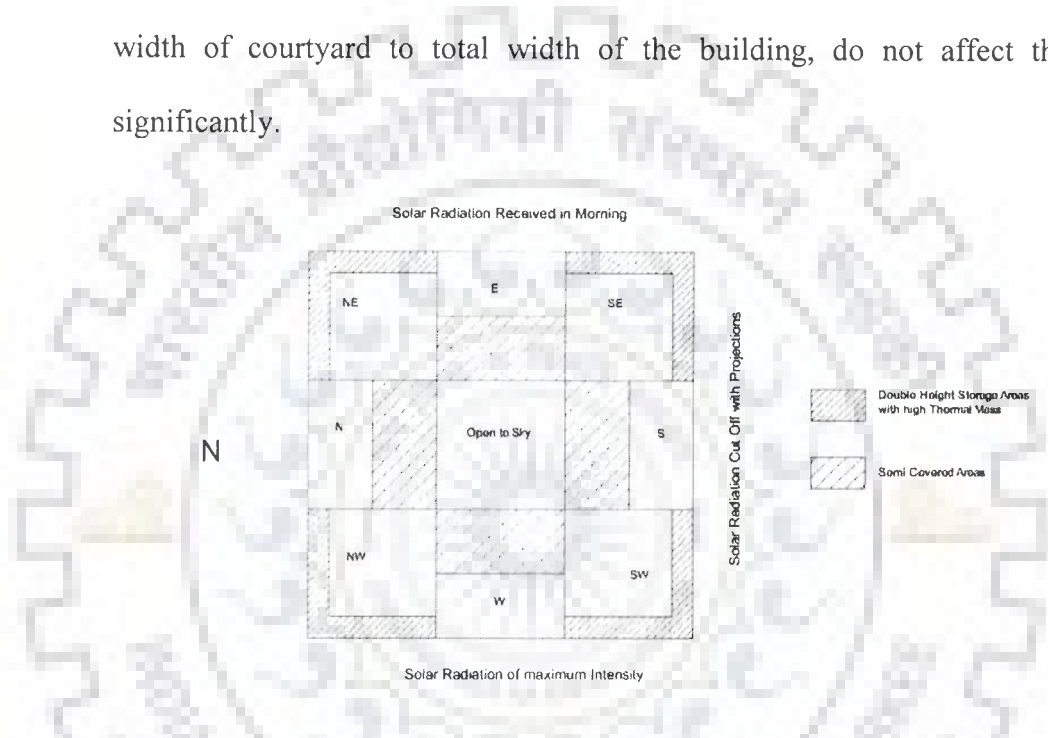 width of courtyard to total width of the building, do not affect th
significantly.
Solar Radiation Received in Morning
NE
E
SE
N
N
Open to Sky
S
Solar Radiation Cut Off with Projections
Double Height Storage Areas
with high Thermal Mass
Semi Covered Areas
NW
SW
W
Solar Radiation of maximum Intensity